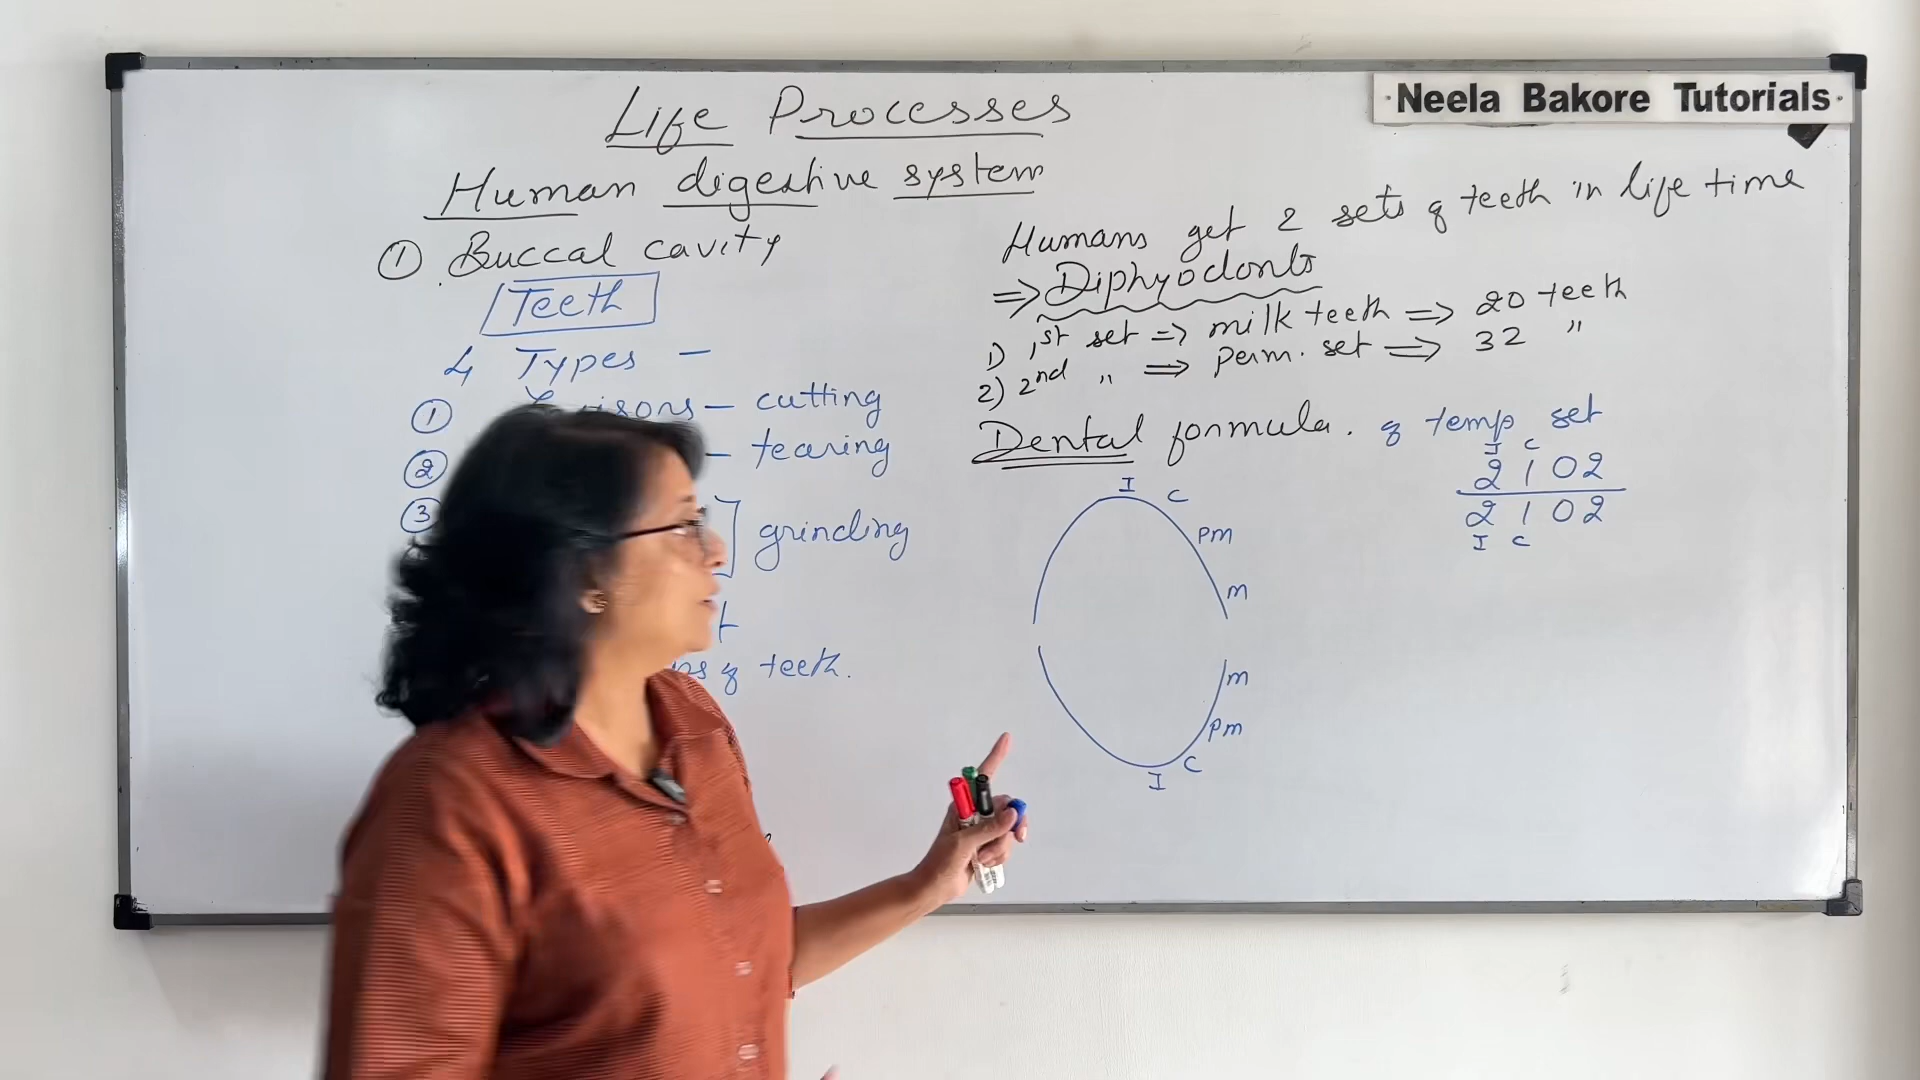 Neela Bakore Tutorials
Life Processes
Human digestive system
① Buccal cavity
Teeth
4 Types –
① – cutting
② – tearing
③ grinding
teeth.
Humans get 2 sets of teeth in life time
⇒ Diphyodonts
1) 1st set ⇒ milk teeth ⇒ 20 teeth
2) 2nd " ⇒ perm. set ⇒ 32 "
Dental formula. of temp set
I C
2 1 0 2
2 1 0 2
I C
I C
pm
m
m
pm
I C